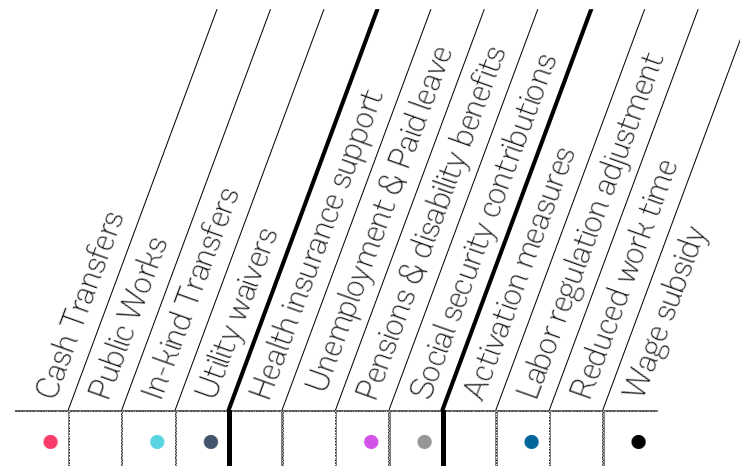 Cash Transfers
Public Works
In-kind Transfers
Utility waivers
Health insurance support
Unemployment & Paid leave
Pensions & disability benefits
Social security contributions
Activation measures
Labor regulation adjustment
Reduced work time
Wage subsidy